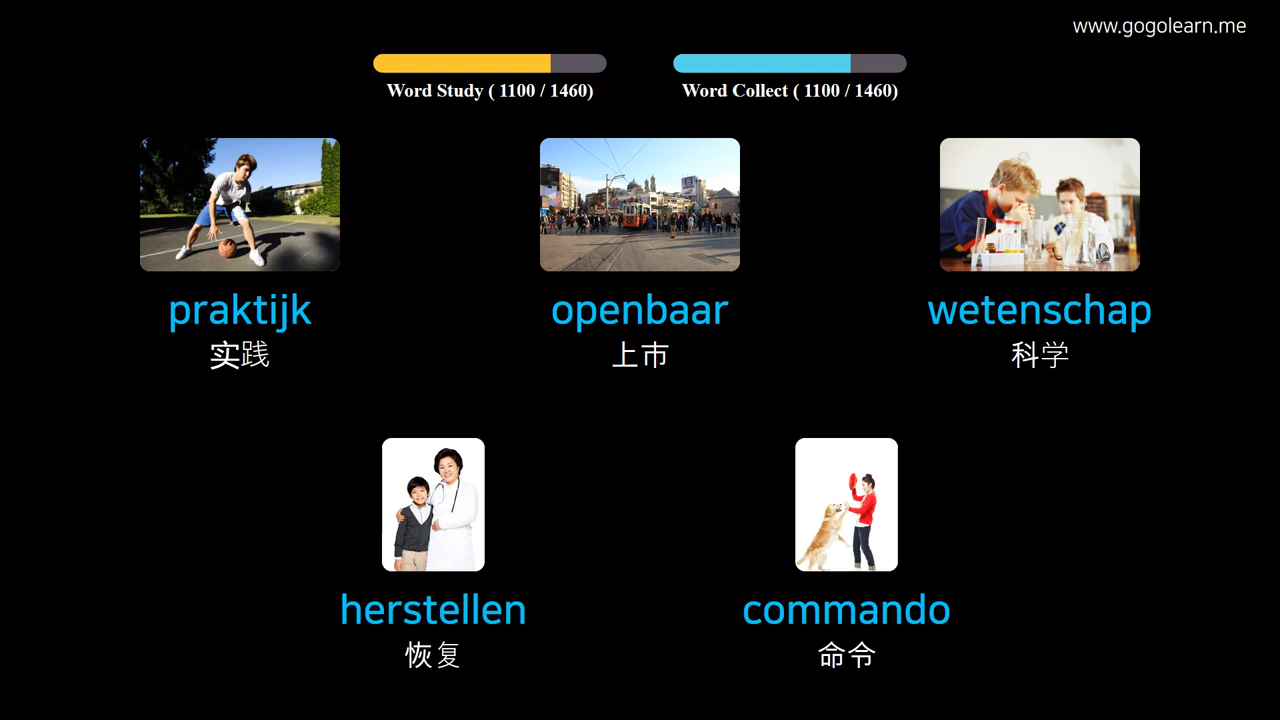 www.gogolearn.me
Word Study ( 1100 / 1460)
Word Collect ( 1100 / 1460)
praktijk
实践
openbaar
上市
wetenschap
科学
herstellen
恢复
commando
命令